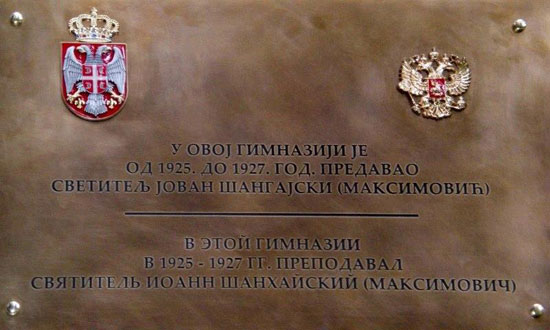 У ОВОЈ ГИМНАЗИЈИ ЈЕ
ОД 1925. ДО 1927. ГОД. ПРЕДАВАО
СВЕТИТЕЉ ЈОВАН ШАНГАЈСКИ (МАКСИМОВИЋ)
В ЭТОЙ ГИМНАЗИИ
В 1925 - 1927 ГГ. ПРЕПОДАВАЛ
СВЯТИТЕЛЬ ИОАНН ШАНХАЙСКИЙ (МАКСИМОВИЧ)